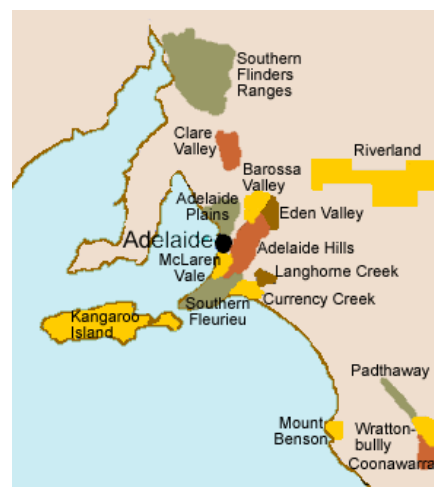 Southern
Flinders
Ranges
Clare
Valley
Riverland
Barossa
Valley
Adelaide
Plains
Eden Valley
Adelaide
Adelaide Hills
McLaren
Vale
Langhorne Creek
Southern
Fleurieu
Currency Creek
Kangaroo
Island
Padthaway
Mount
Benson
Wratton-
bullly
Coonawarra